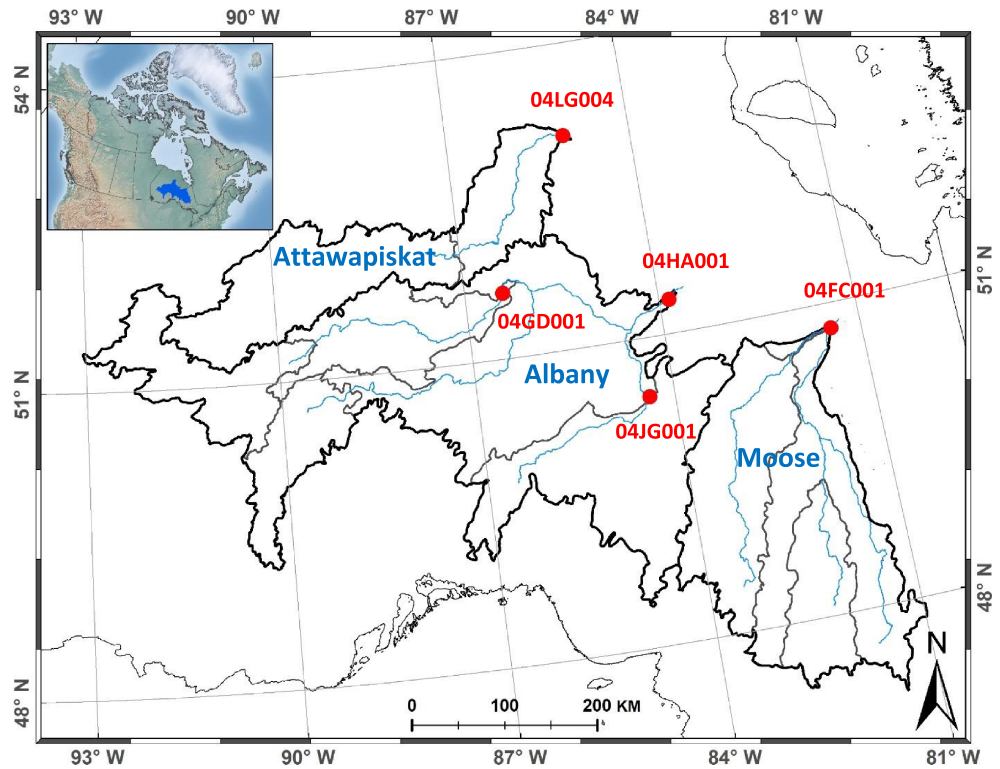 93° W 90° W 87° W 84° W 81° W
54° N
04LG004
Attawapiskat
04HA001
51° N
04FC001
04GD001
Albany
51° N
04JG001
Moose
48° N
N
48° N
0 100 200 KM
93° W 90° W 87° W 84° W 81° W